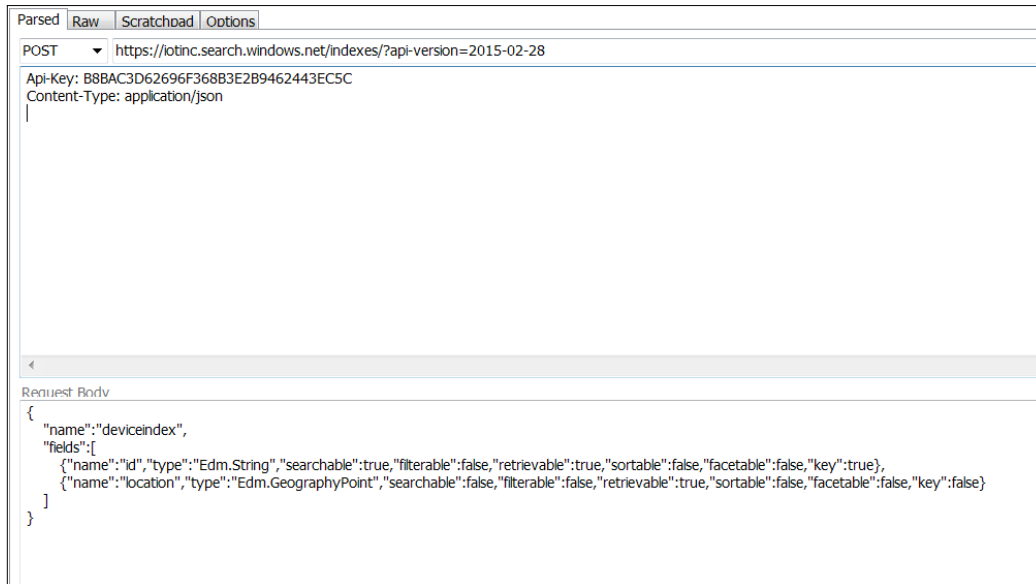 Parsed Raw Scratchpad Options
POST https://iotinc.search.windows.net/indexes/?api-version=2015-02-28
Api-Key: B8BAC3D62696F368B3E2B9462443EC5C
Content-Type: application/json
Request Body
{
"name":"deviceindex",
"fields":[
{"name":"id","type":"Edm.String","searchable":true,"filterable":false,"retrievable":true,"sortable":false,"facetable":false,"key":true},
{"name":"location","type":"Edm.GeographyPoint","searchable":false,"filterable":false,"retrievable":true,"sortable":false,"facetable":false,"key":false}
]
}